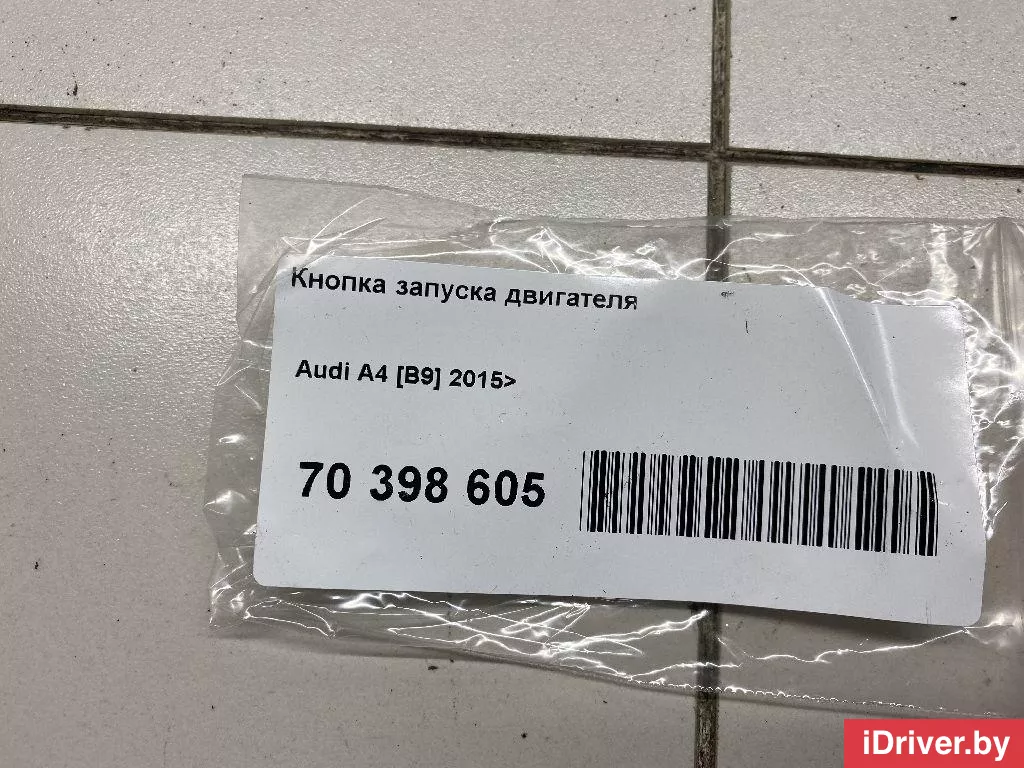 Кнопка запуска двигателя
Audi A4 [B9] 2015>
70 398 605
iDriver.by